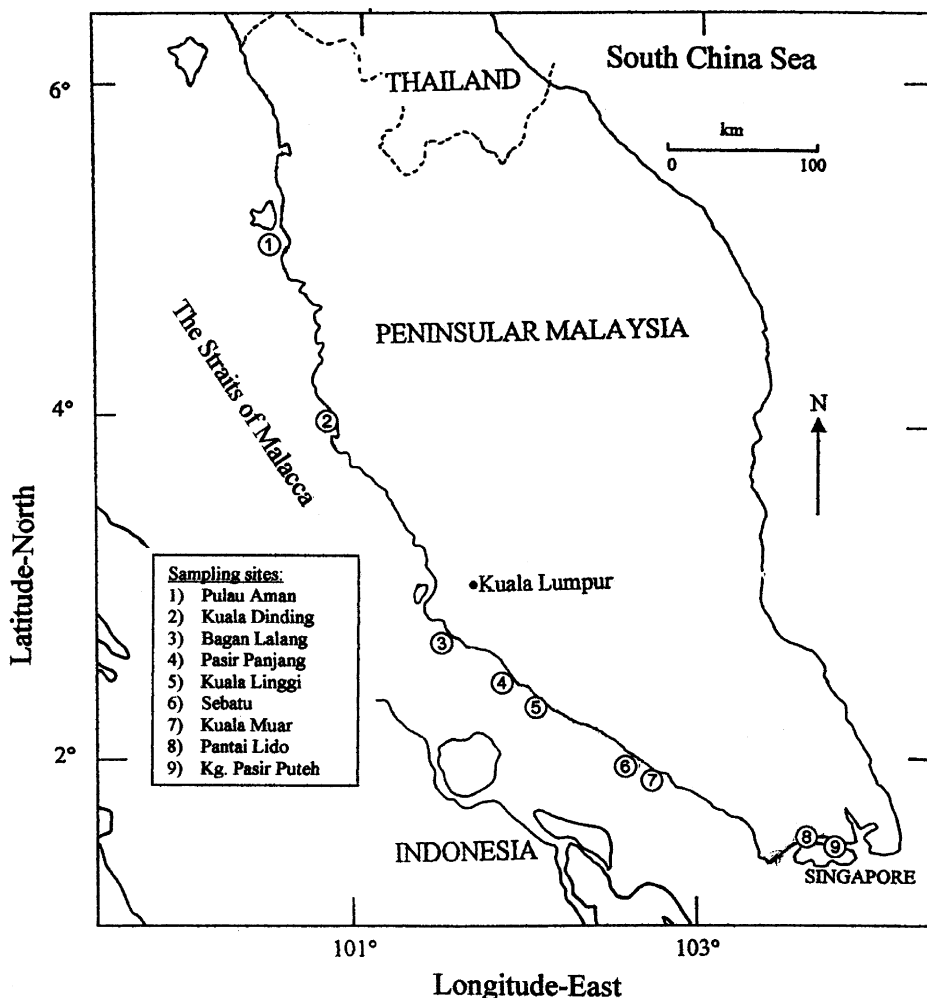 South China Sea
THAILAND
6°
km
0 100
1
The Straits of Malacca
PENINSULAR MALAYSIA
N
4°
2
Latitude-North
Sampling sites:
1) Pulau Aman
2) Kuala Dinding
3) Bagan Lalang
4) Pasir Panjang
5) Kuala Linggi
6) Sebatu
7) Kuala Muar
8) Pantai Lido
9) Kg. Pasir Puteh
Kuala Lumpur
3
4
5
2°
6
7
8
9
INDONESIA
SINGAPORE
101° 103°
Longitude-East